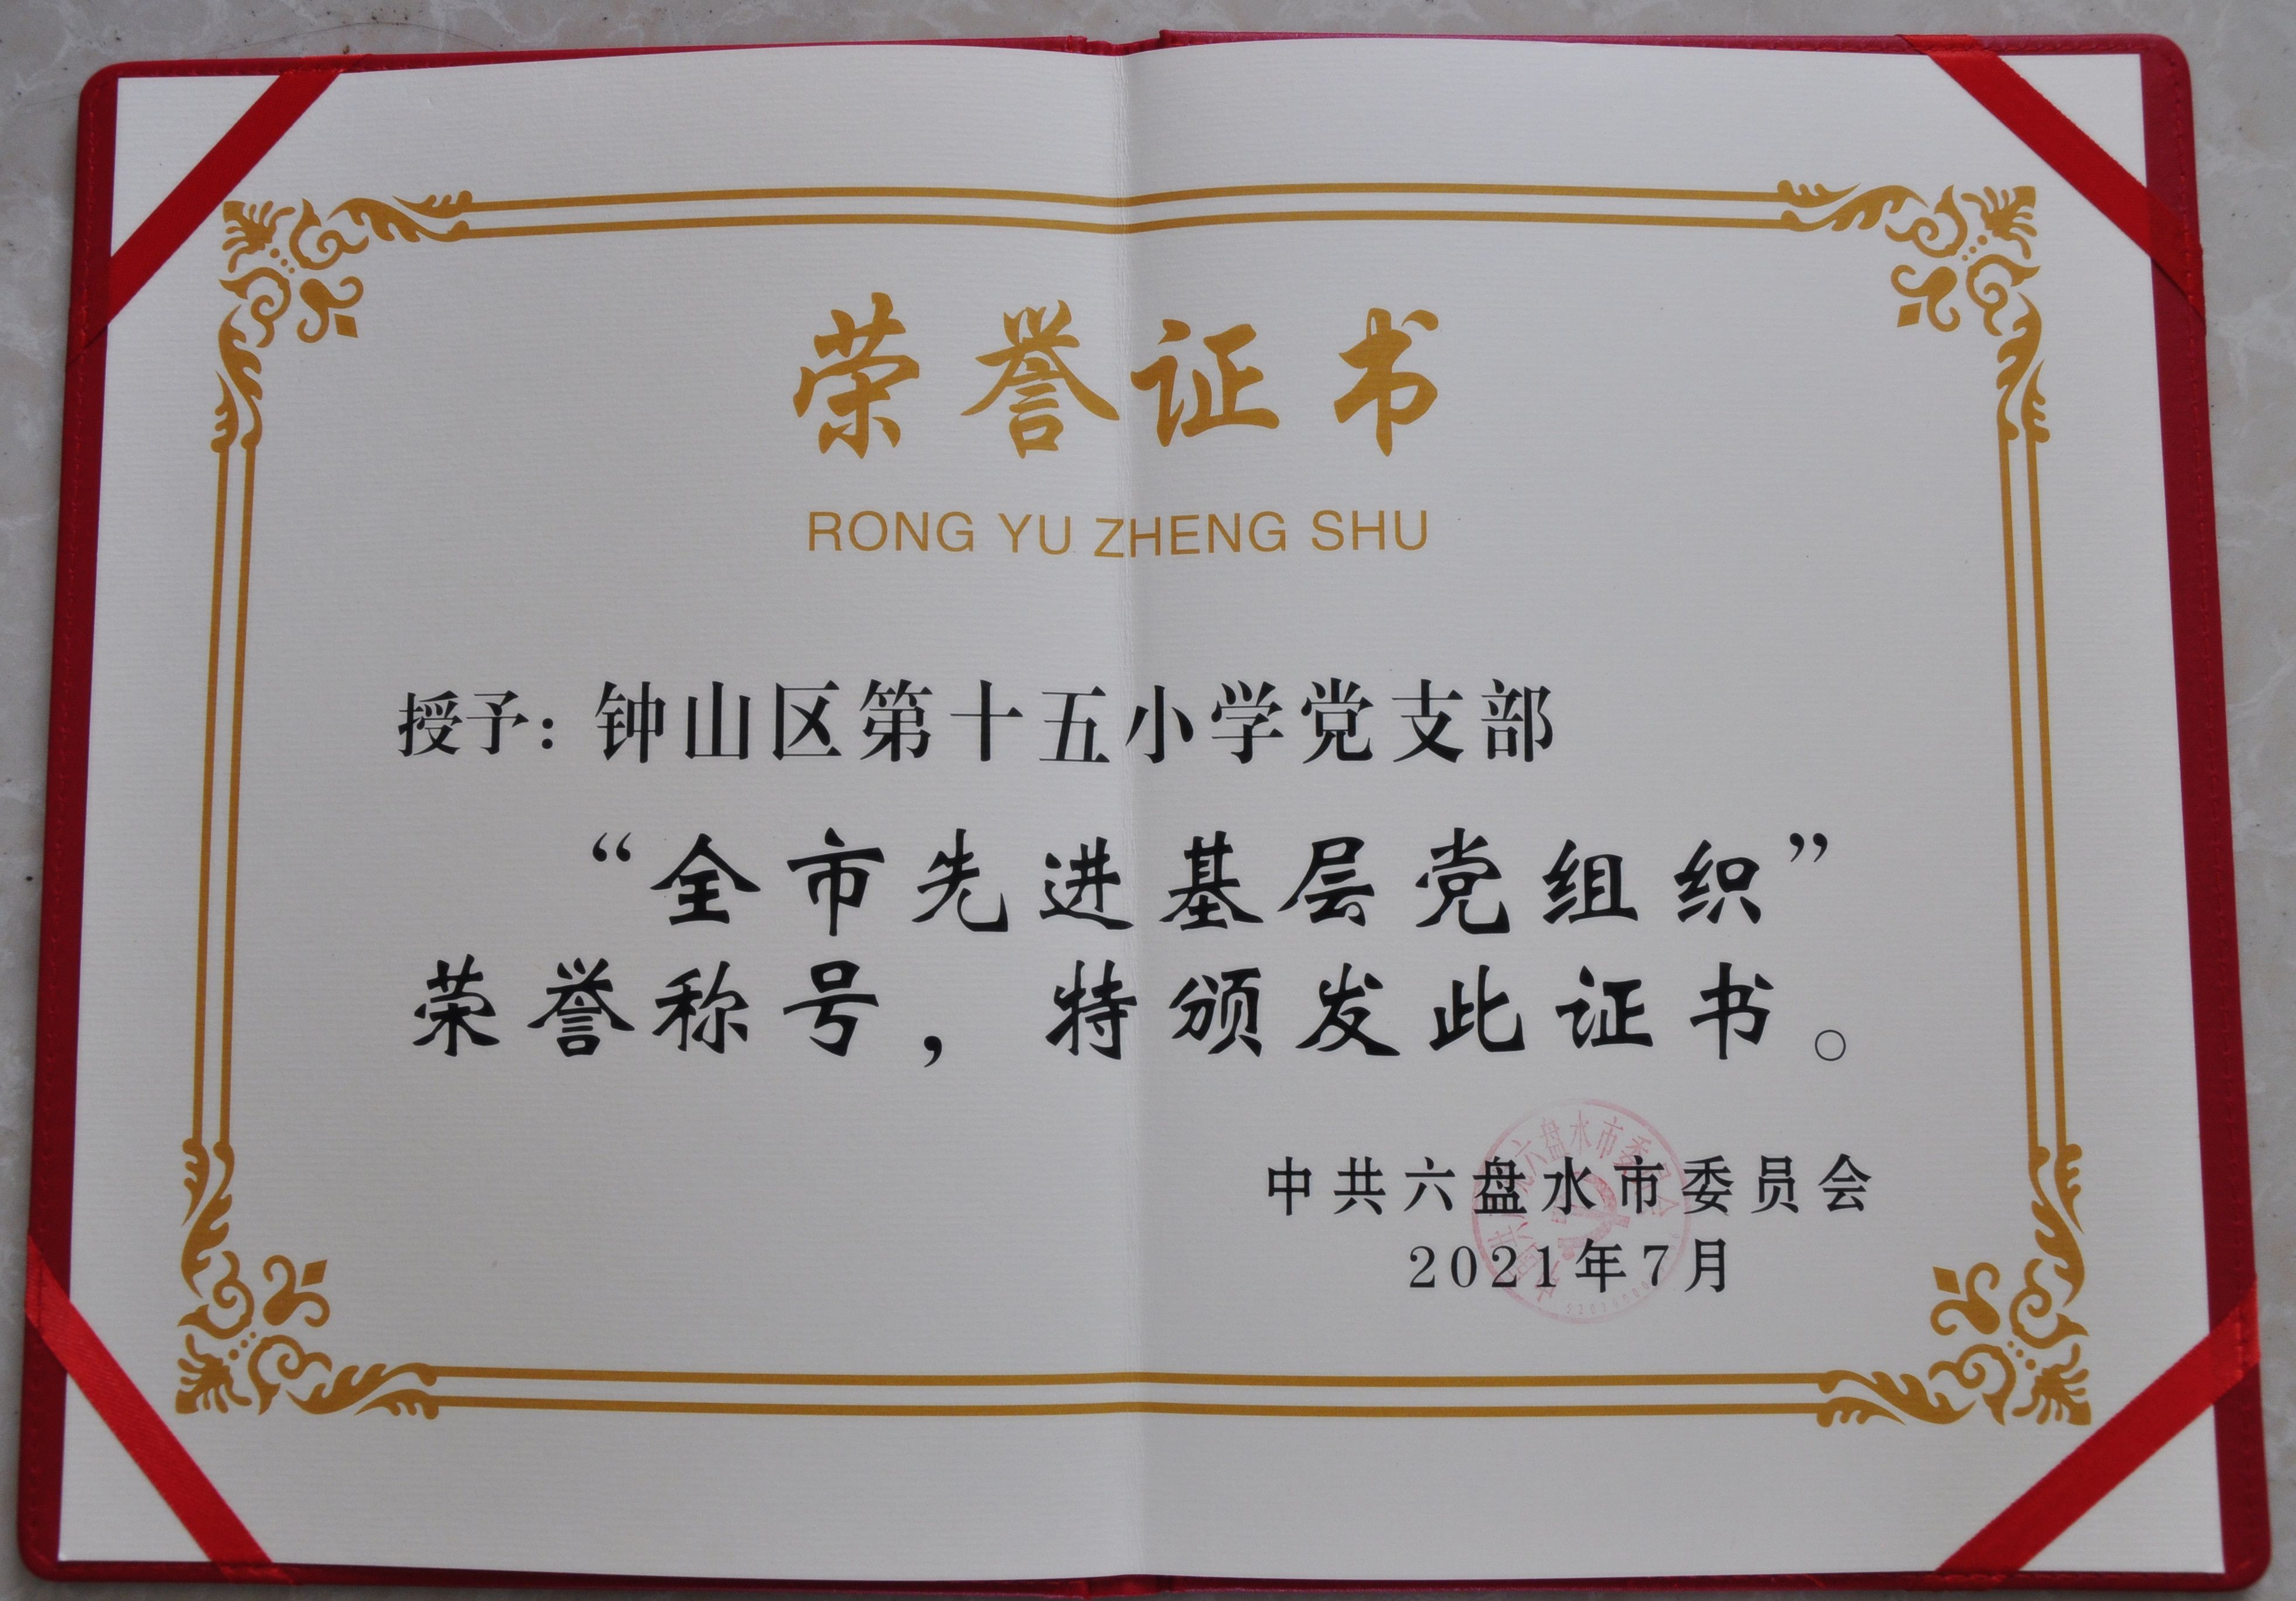 荣誉证书
RONG YU ZHENG SHU
授予：钟山区第十五小学党支部
“全市先进基层党组织”
荣誉称号，特颁发此证书。
中共六盘水市委员会
2021年7月